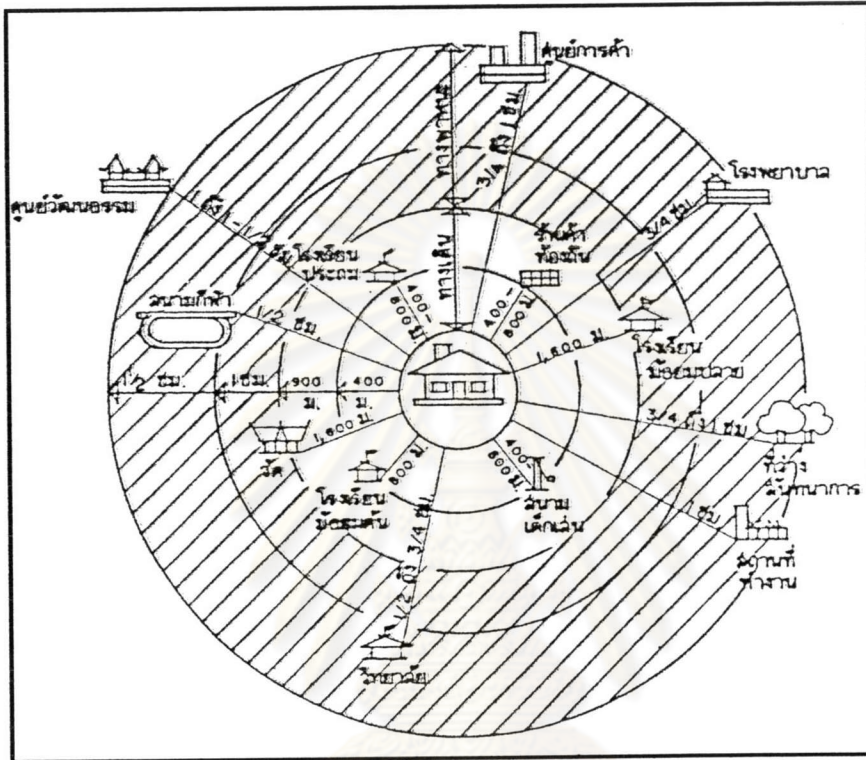 ศูนย์การค้า
ทางพาหนะ
3/4 ถึง 1 ชม.
โรงพยาบาล
3/4 ชม.
ศูนย์วัฒนธรรม
โรงเรียน
ประถม
400-
800 ม.
ทางเดิน
ร้านค้า
ท้องถิ่น
400-
800 ม.
สนามกีฬา
1/2 ชม.
1,600 ม.
โรงเรียน
มัธยมปลาย
1 1/2 ชม.
1 ชม.
900 ม.
400 ม.
3/4 ถึง 1 ชม.
ที่ว่าง
นันทนาการ
1,600 ม.
วัด
800 ม.
โรงเรียน
มัธยมต้น
400-
600 ม.
สนาม
เด็กเล่น
1 ชม.
สถานที่
ทำงาน
1/2 ถึง 3/4 ชม.
วิทยาลัย